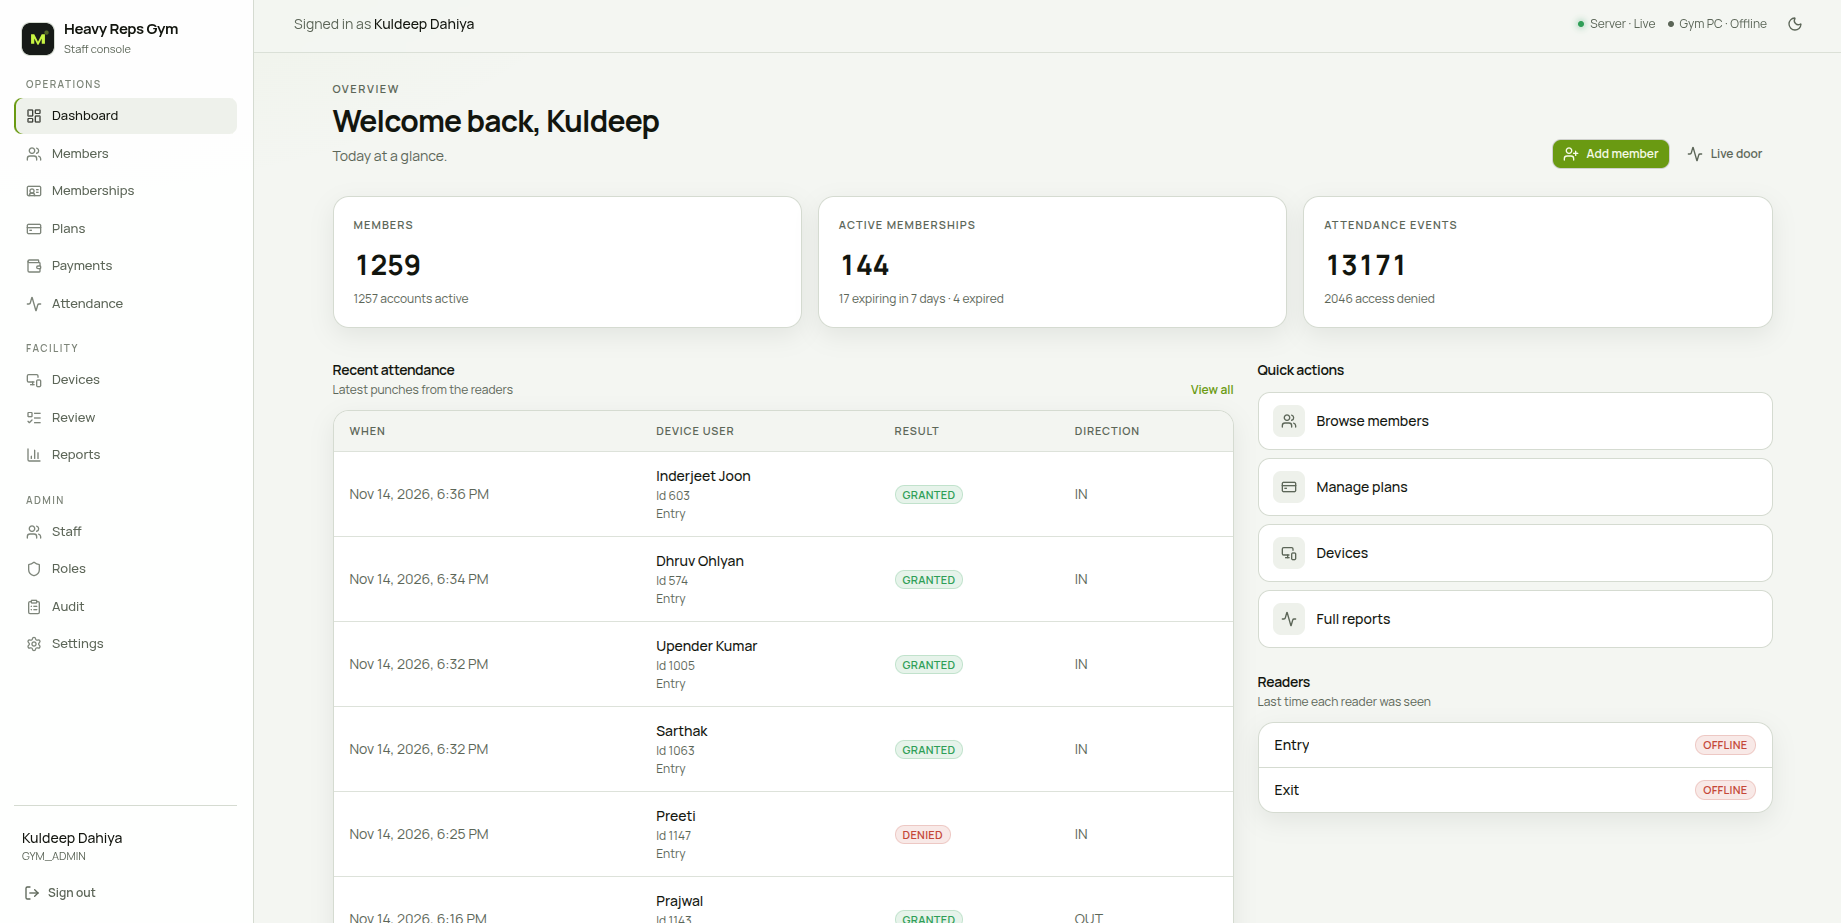 Heavy Reps Gym
Staff console
OPERATIONS
Dashboard
Members
Memberships
Plans
Payments
Attendance
FACILITY
Devices
Review
Reports
ADMIN
Staff
Roles
Audit
Settings
Kuldeep Dahiya
GYM_ADMIN
Sign out
Signed in as Kuldeep Dahiya
Server · Live
Gym PC · Offline
OVERVIEW
Welcome back, Kuldeep
Today at a glance.
Add member
Live door
MEMBERS
1259
1257 accounts active
ACTIVE MEMBERSHIPS
144
17 expiring in 7 days · 4 expired
ATTENDANCE EVENTS
13171
2046 access denied
Recent attendance
Latest punches from the readers
View all
WHEN DEVICE USER RESULT DIRECTION
Nov 14, 2026, 6:36 PM
Inderjeet Joon
Id 603
Entry
GRANTED
IN
Nov 14, 2026, 6:34 PM
Dhruv Ohlyan
Id 574
Entry
GRANTED
IN
Nov 14, 2026, 6:32 PM
Upender Kumar
Id 1005
Entry
GRANTED
IN
Nov 14, 2026, 6:32 PM
Sarthak
Id 1063
Entry
GRANTED
IN
Nov 14, 2026, 6:25 PM
Preeti
Id 1147
Entry
DENIED
IN
Nov 14, 2026, 6:16 PM
Prajwal
Id 1143
GRANTED
OUT
Quick actions
Browse members
Manage plans
Devices
Full reports
Readers
Last time each reader was seen
Entry
OFFLINE
Exit
OFFLINE